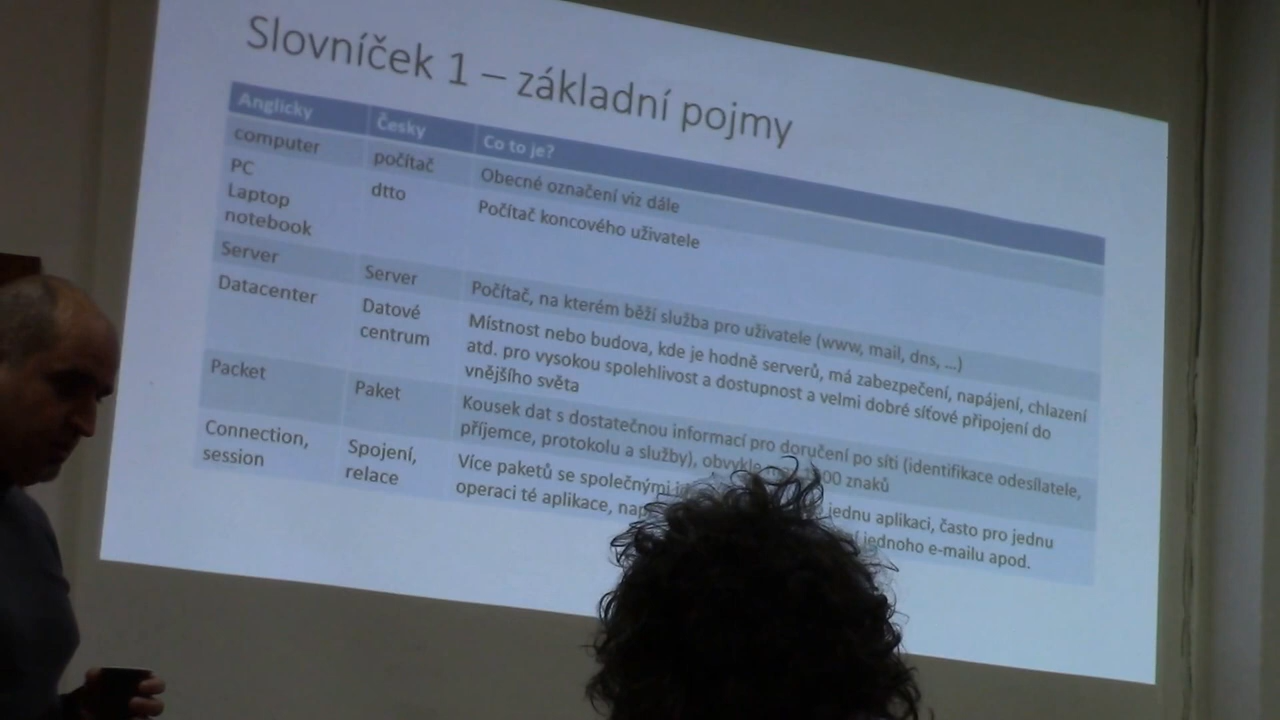 Slovníček 1 – základní pojmy
Anglicky Česky Co to je?
computer počítač Obecné označení viz dále
PC dtto Počítač koncového uživatele
Laptop
notebook
Server Server Počítač, na kterém běží služba pro uživatele (www, mail, dns, ...)
Datacenter Datové Místnost nebo budova, kde je hodně serverů, má zabezpečení, napájení, chlazení
centrum atd. pro vysokou spolehlivost a dostupnost a velmi dobré síťové připojení do
vnějšího světa
Packet Paket Kousek dat s dostatečnou informací pro doručení po síti (identifikace odesílatele,
příjemce, protokolu a služby), znaků
Connection, Spojení, Více paketů se společnými jednu aplikaci, často pro jednu
session relace operaci té aplikace, jednoho e-mailu apod.